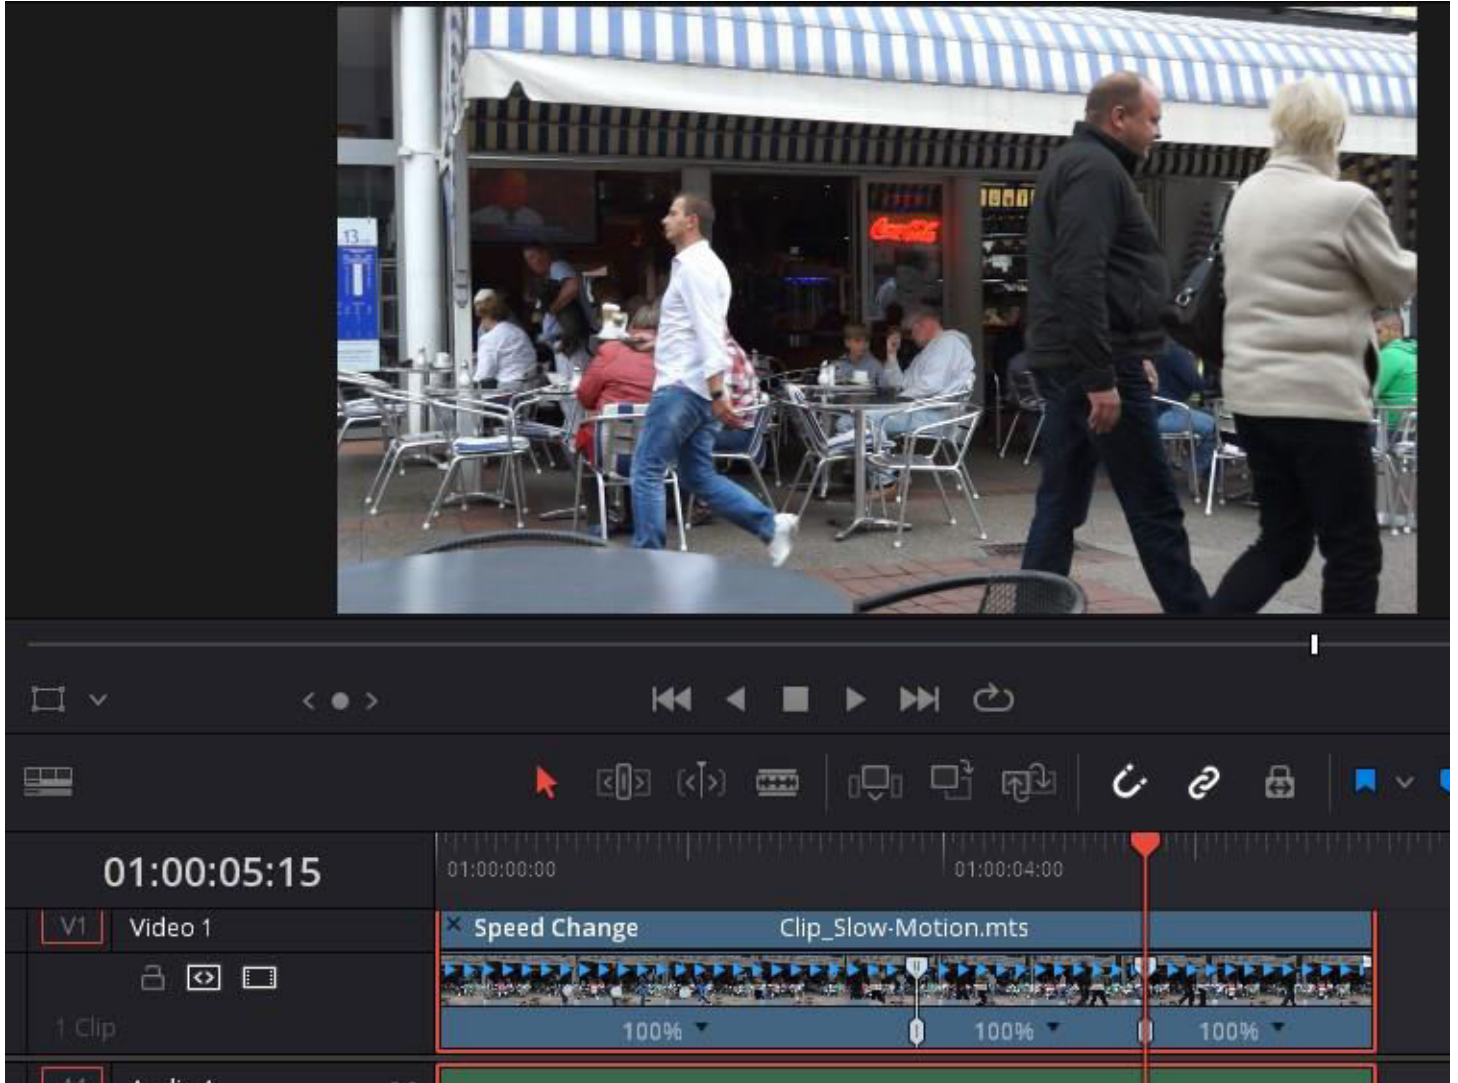 13
Coca-Cola
01:00:05:15
01:00:00:00
01:00:04:00
V1
Video 1
× Speed Change
Clip_Slow-Motion.mts
1 Clip
100%
100%
100%